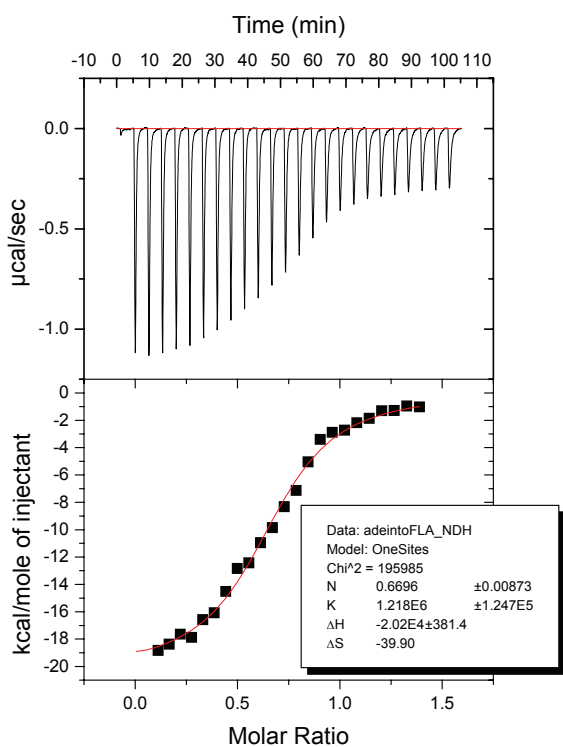 Time (min)
-10 0 10 20 30 40 50 60 70 80 90 100 110
0.0
-0.5
-1.0
µcal/sec
0
-2
-4
-6
-8
-10
-12
-14
-16
-18
-20
kcal/mole of injectant
Data: adeintoFLA_NDH
Model: OneSites
Chi^2 = 195985
N 0.6696 ±0.00873
K 1.218E6 ±1.247E5
ΔH -2.02E4±381.4
ΔS -39.90
0.0 0.5 1.0 1.5
Molar Ratio